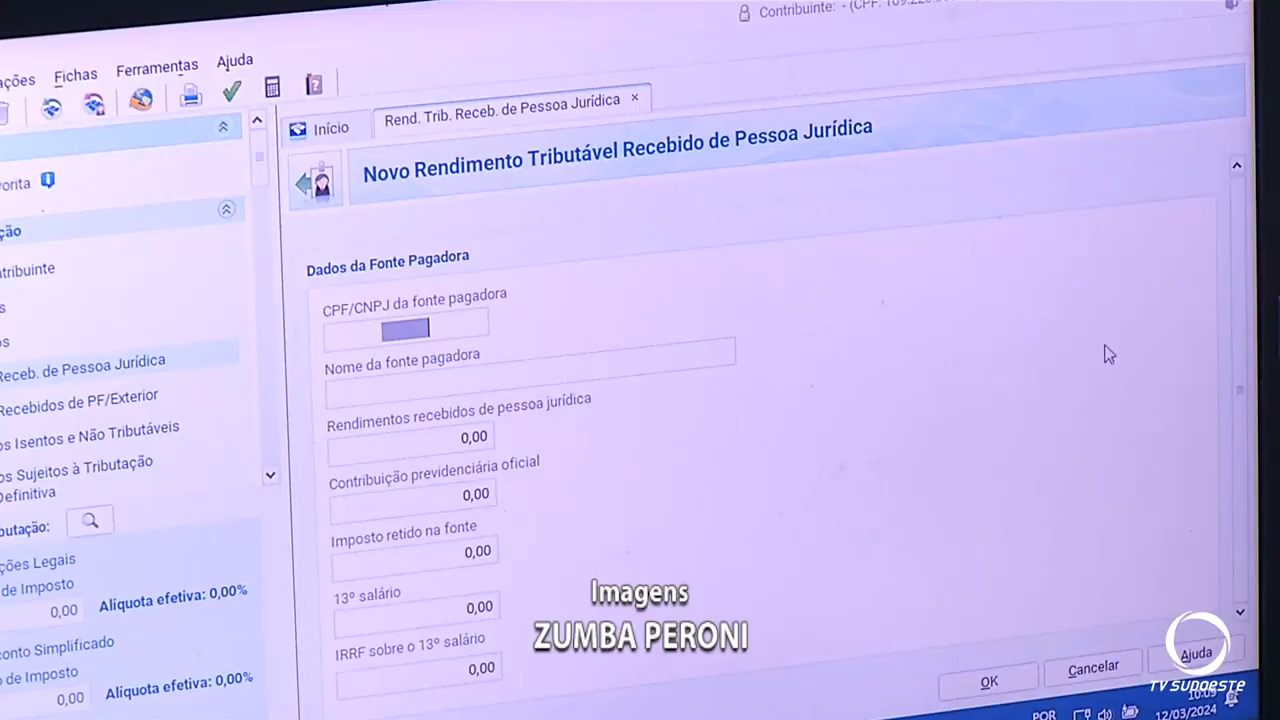 Contribuinte: - (CPF: 109.220.
ações Fichas Ferramentas Ajuda
Início
Rend. Trib. Receb. de Pessoa Jurídica ×
Novo Rendimento Tributável Recebido de Pessoa Jurídica
orita
ção
tribuinte
s
os
Receb. de Pessoa Jurídica
Recebidos de PF/Exterior
os Isentos e Não Tributáveis
os Sujeitos à Tributação
Definitiva
butação:
ções Legais
de Imposto
0,00
Alíquota efetiva: 0,00%
conto Simplificado
o de Imposto
0,00
Alíquota efetiva: 0,00%
Dados da Fonte Pagadora
CPF/CNPJ da fonte pagadora
Nome da fonte pagadora
Rendimentos recebidos de pessoa jurídica
0,00
Contribuição previdenciária oficial
0,00
Imposto retido na fonte
0,00
13º salário
0,00
IRRF sobre o 13º salário
0,00
OK
Cancelar
Ajuda
Imagens
ZUMBA PERONI
TV SUDOESTE
POR
10:09
12/03/2024